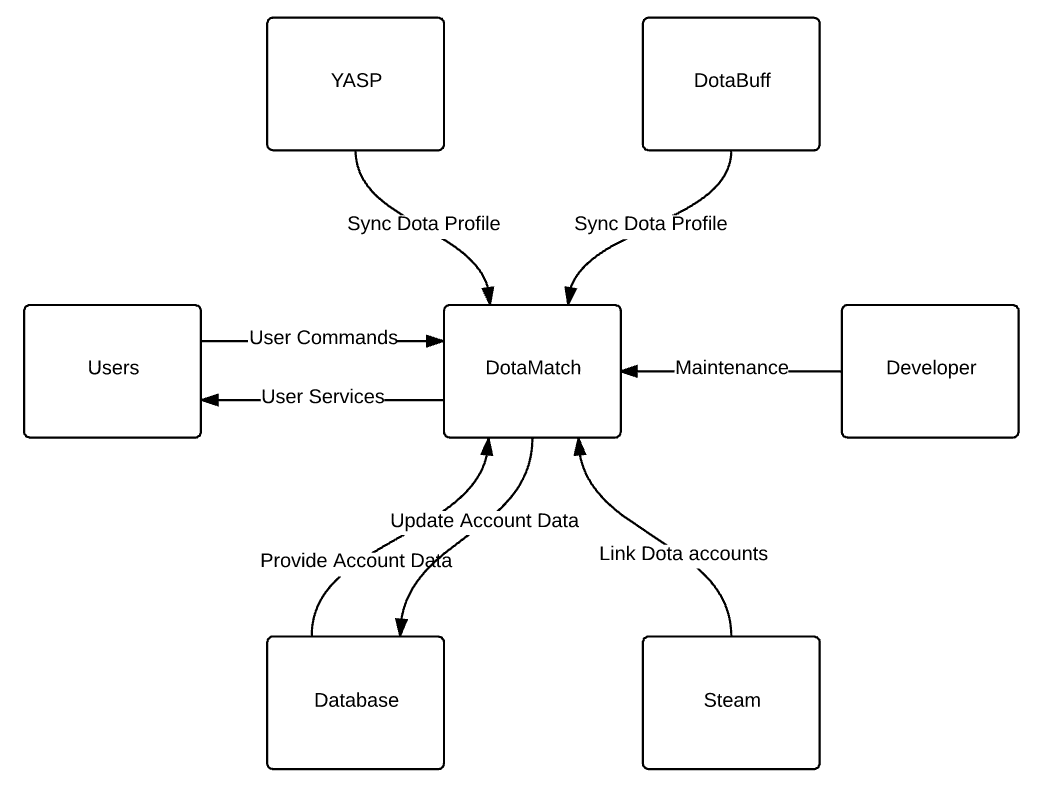 YASP
DotaBuff
Sync Dota Profile
Sync Dota Profile
User Commands
Users
DotaMatch
Maintenance
Developer
User Services
Update Account Data
Provide Account Data
Link Dota accounts
Database
Steam